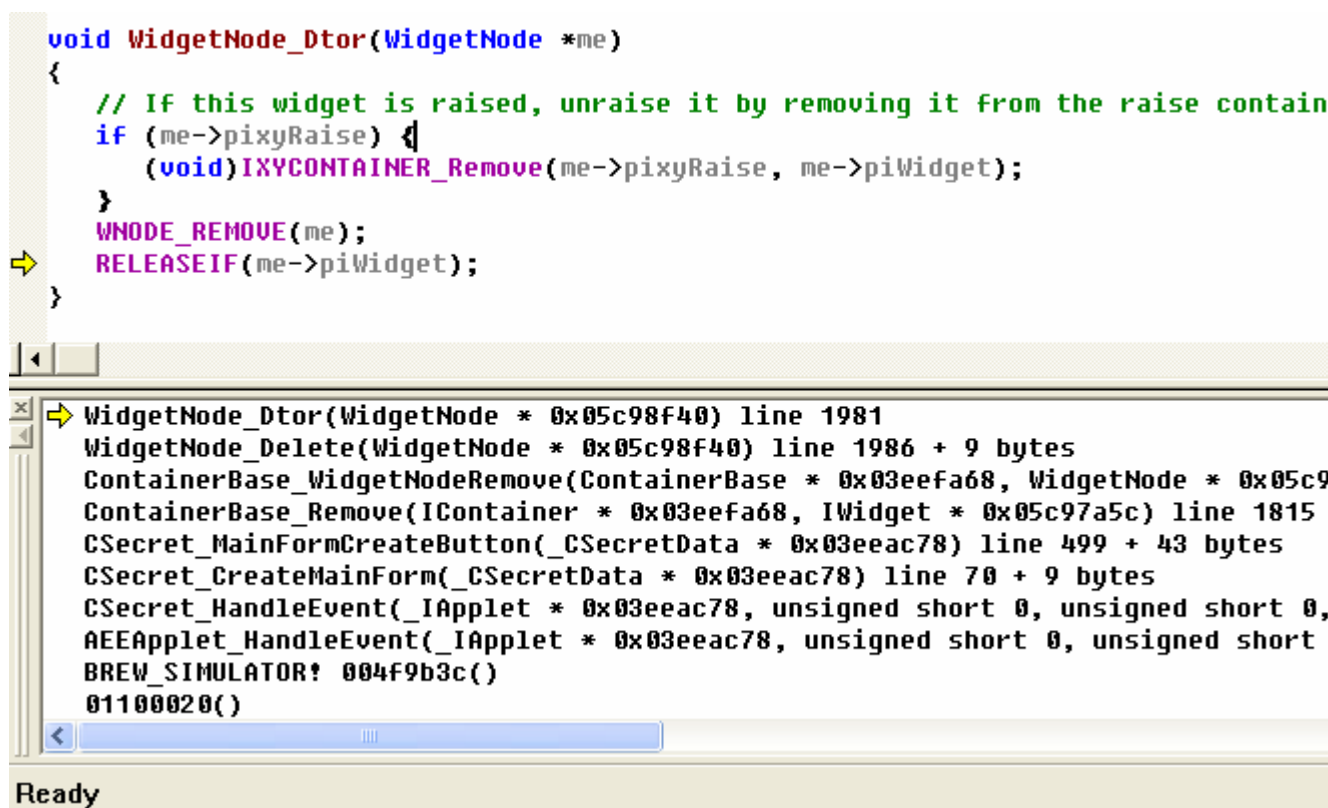 void WidgetNode_Dtor(WidgetNode *me)
{
// If this widget is raised, unraise it by removing it from the raise contain
if (me->pixyRaise) {
(void)IXYCONTAINER_Remove(me->pixyRaise, me->piWidget);
}
WNODE_REMOVE(me);
RELEASEIF(me->piWidget);
}
WidgetNode_Dtor(WidgetNode * 0x05c98f40) line 1981
WidgetNode_Delete(WidgetNode * 0x05c98f40) line 1986 + 9 bytes
ContainerBase_WidgetNodeRemove(ContainerBase * 0x03eefa68, WidgetNode * 0x05c9
ContainerBase_Remove(IContainer * 0x03eefa68, IWidget * 0x05c97a5c) line 1815
CSecret_MainFormCreateButton(_CSecretData * 0x03eeac78) line 499 + 43 bytes
CSecret_CreateMainForm(_CSecretData * 0x03eeac78) line 70 + 9 bytes
CSecret_HandleEvent(_IApplet * 0x03eeac78, unsigned short 0, unsigned short 0,
AEEApplet_HandleEvent(_IApplet * 0x03eeac78, unsigned short 0, unsigned short
BREW_SIMULATOR! 004f9b3c()
01100020()
Ready